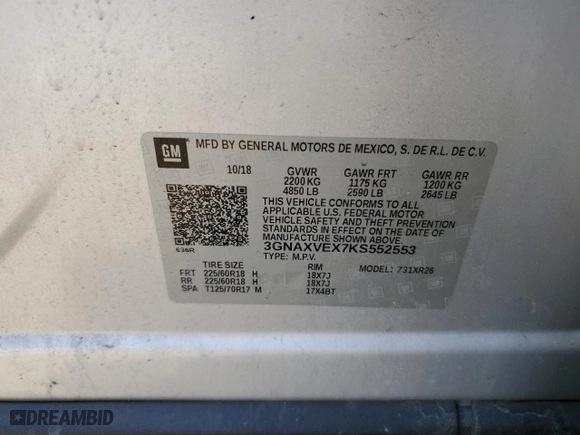 GM MFD BY GENERAL MOTORS DE MEXICO, S. DE R.L. DE C.V.
10/18 GVWR GAWR FRT GAWR RR
2200 KG 1175 KG 1200 KG
4850 LB 2590 LB 2645 LB
THIS VEHICLE CONFORMS TO ALL
APPLICABLE U.S. FEDERAL MOTOR
VEHICLE SAFETY AND THEFT PREVENTION
STANDARDS IN EFFECT ON THE DATE OF
MANUFACTURE SHOWN ABOVE.
3GNAXVEX7KS552553
636R TYPE: M.P.V.
TIRE SIZE RIM MODEL: 731XR26
FRT 225/60R18 H 18X7J
RR 225/60R18 H 18X7J
SPA T125/70R17 M 17X4BT
DREAMBID